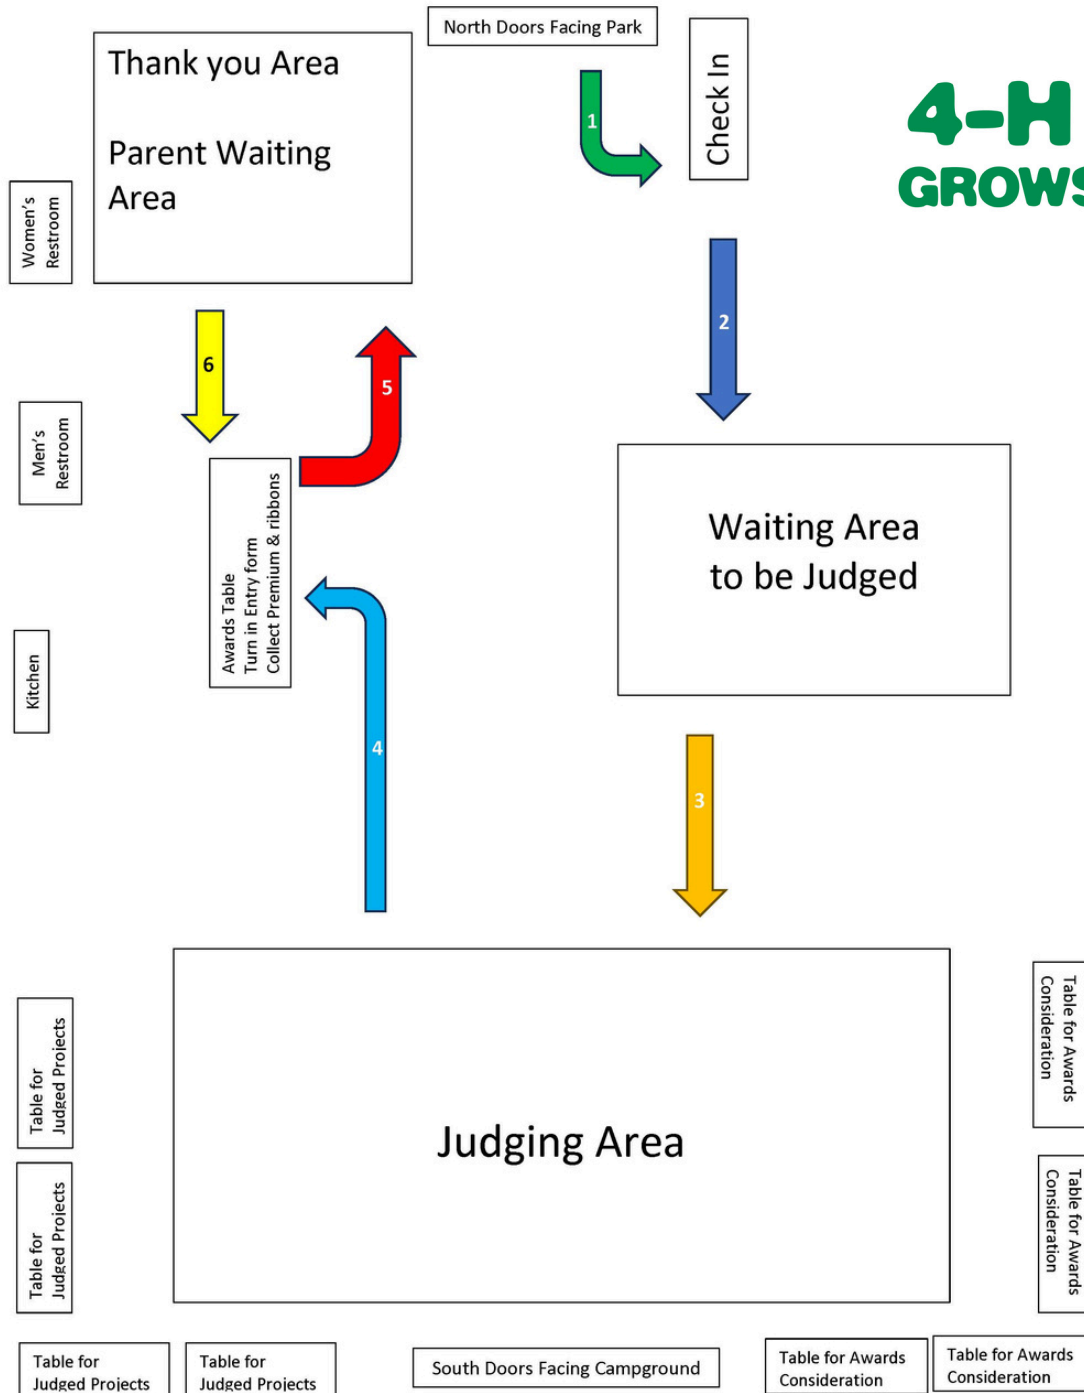 North Doors Facing Park
Thank you Area
Parent Waiting
Area
Check In
4-H
GROWS
1
Women's
Restroom
2
6
5
Men's
Restroom
Awards Table
Turn in Entry form
Collect Premium & ribbons
Waiting Area
to be Judged
Kitchen
4
3
Judging Area
Table for
Judged Projects
Table for
Judged Projects
Table for Awards
Consideration
Table for Awards
Consideration
Table for
Judged Projects
Table for
Judged Projects
South Doors Facing Campground
Table for Awards
Consideration
Table for Awards
Consideration